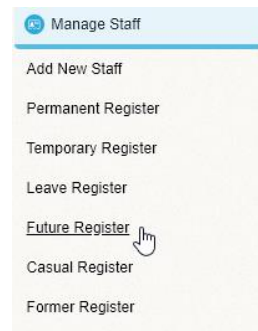 Manage Staff
Add New Staff
Permanent Register
Temporary Register
Leave Register
Future Register
Casual Register
Former Register